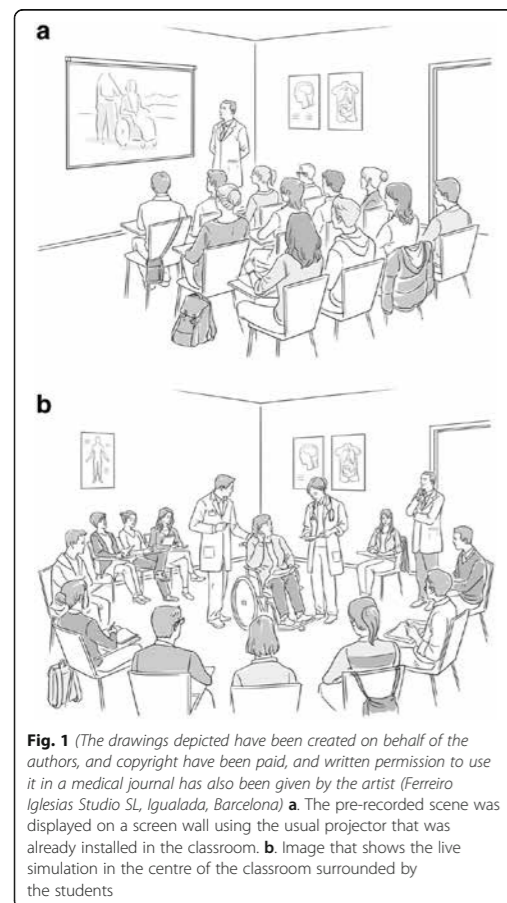 a
b
Fig. 1 (The drawings depicted have been created on behalf of the
authors, and copyright have been paid, and written permission to use
it in a medical journal has also been given by the artist (Ferreiro
Iglesias Studio SL, Igualada, Barcelona) a. The pre-recorded scene was
displayed on a screen wall using the usual projector that was
already installed in the classroom. b. Image that shows the live
simulation in the centre of the classroom surrounded by
the students